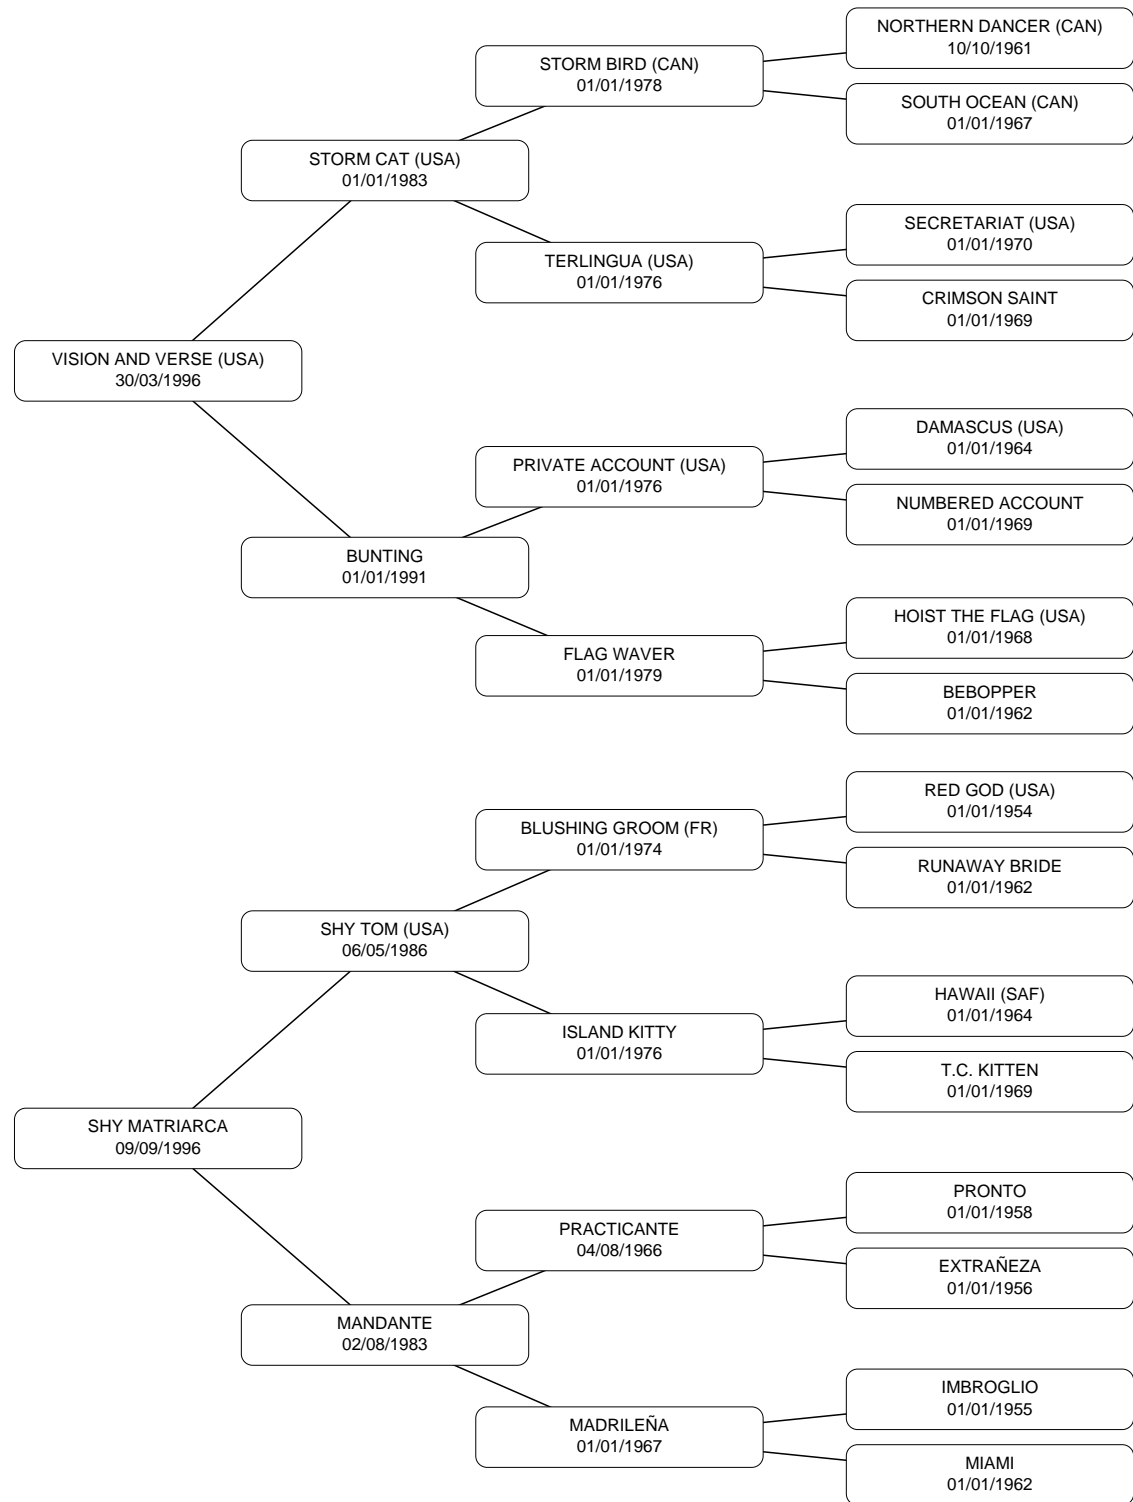 NORTHERN DANCER (CAN)
10/10/1961
STORM BIRD (CAN)
01/01/1978
SOUTH OCEAN (CAN)
01/01/1967
STORM CAT (USA)
01/01/1983
SECRETARIAT (USA)
01/01/1970
TERLINGUA (USA)
01/01/1976
CRIMSON SAINT
01/01/1969
VISION AND VERSE (USA)
30/03/1996
DAMASCUS (USA)
01/01/1964
PRIVATE ACCOUNT (USA)
01/01/1976
NUMBERED ACCOUNT
01/01/1969
BUNTING
01/01/1991
HOIST THE FLAG (USA)
01/01/1968
FLAG WAVER
01/01/1979
BEBOPPER
01/01/1962
RED GOD (USA)
01/01/1954
BLUSHING GROOM (FR)
01/01/1974
RUNAWAY BRIDE
01/01/1962
SHY TOM (USA)
06/05/1986
HAWAII (SAF)
01/01/1964
ISLAND KITTY
01/01/1976
T.C. KITTEN
01/01/1969
SHY MATRIARCA
09/09/1996
PRONTO
01/01/1958
PRACTICANTE
04/08/1966
EXTRAÑEZA
01/01/1956
MANDANTE
02/08/1983
IMBROGLIO
01/01/1955
MADRILEÑA
01/01/1967
MIAMI
01/01/1962